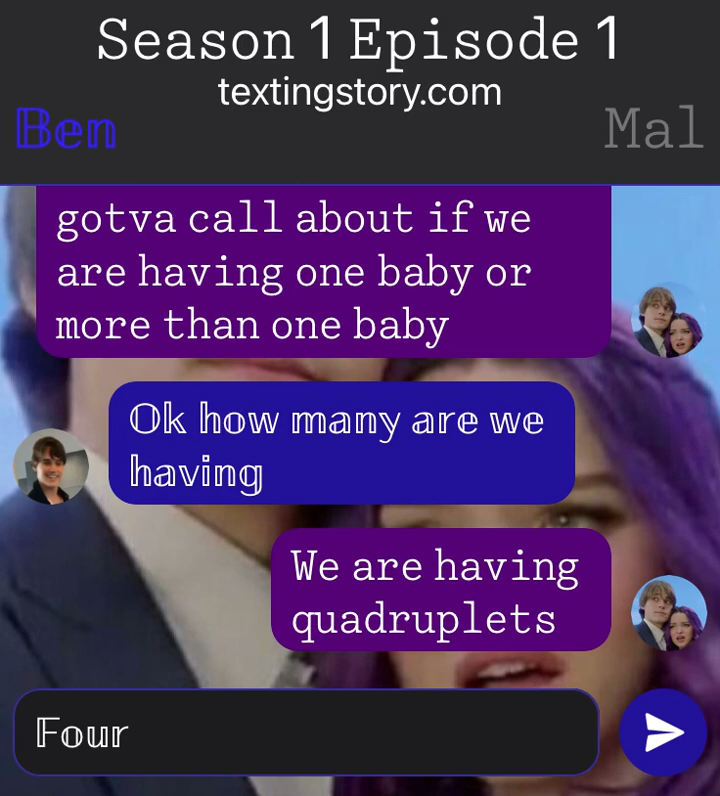 Season 1 Episode 1
textingstory.com
Ben
Mal
gotva call about if we
are having one baby or
more than one baby
Ok how many are we
having
We are having
quadruplets
Four